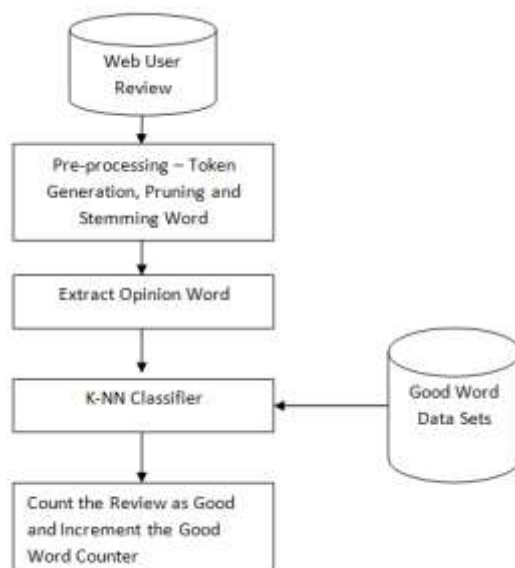 Web User
Review
Pre-processing – Token
Generation, Pruning and
Stemming Word
Extract Opinion Word
K-NN Classifier
Good Word
Data Sets
Count the Review as Good
and Increment the Good
Word Counter